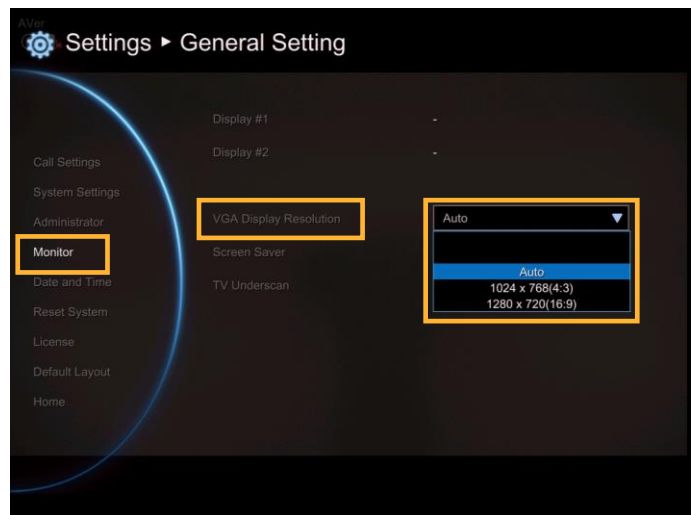 AVer
Settings ► General Setting
Display #1 -
Display #2 -
Call Settings
System Settings
Administrator
Monitor
Date and Time
Reset System
License
Default Layout
Home
VGA Display Resolution
Screen Saver
TV Underscan
Auto ▼
Auto
1024 x 768(4:3)
1280 x 720(16:9)